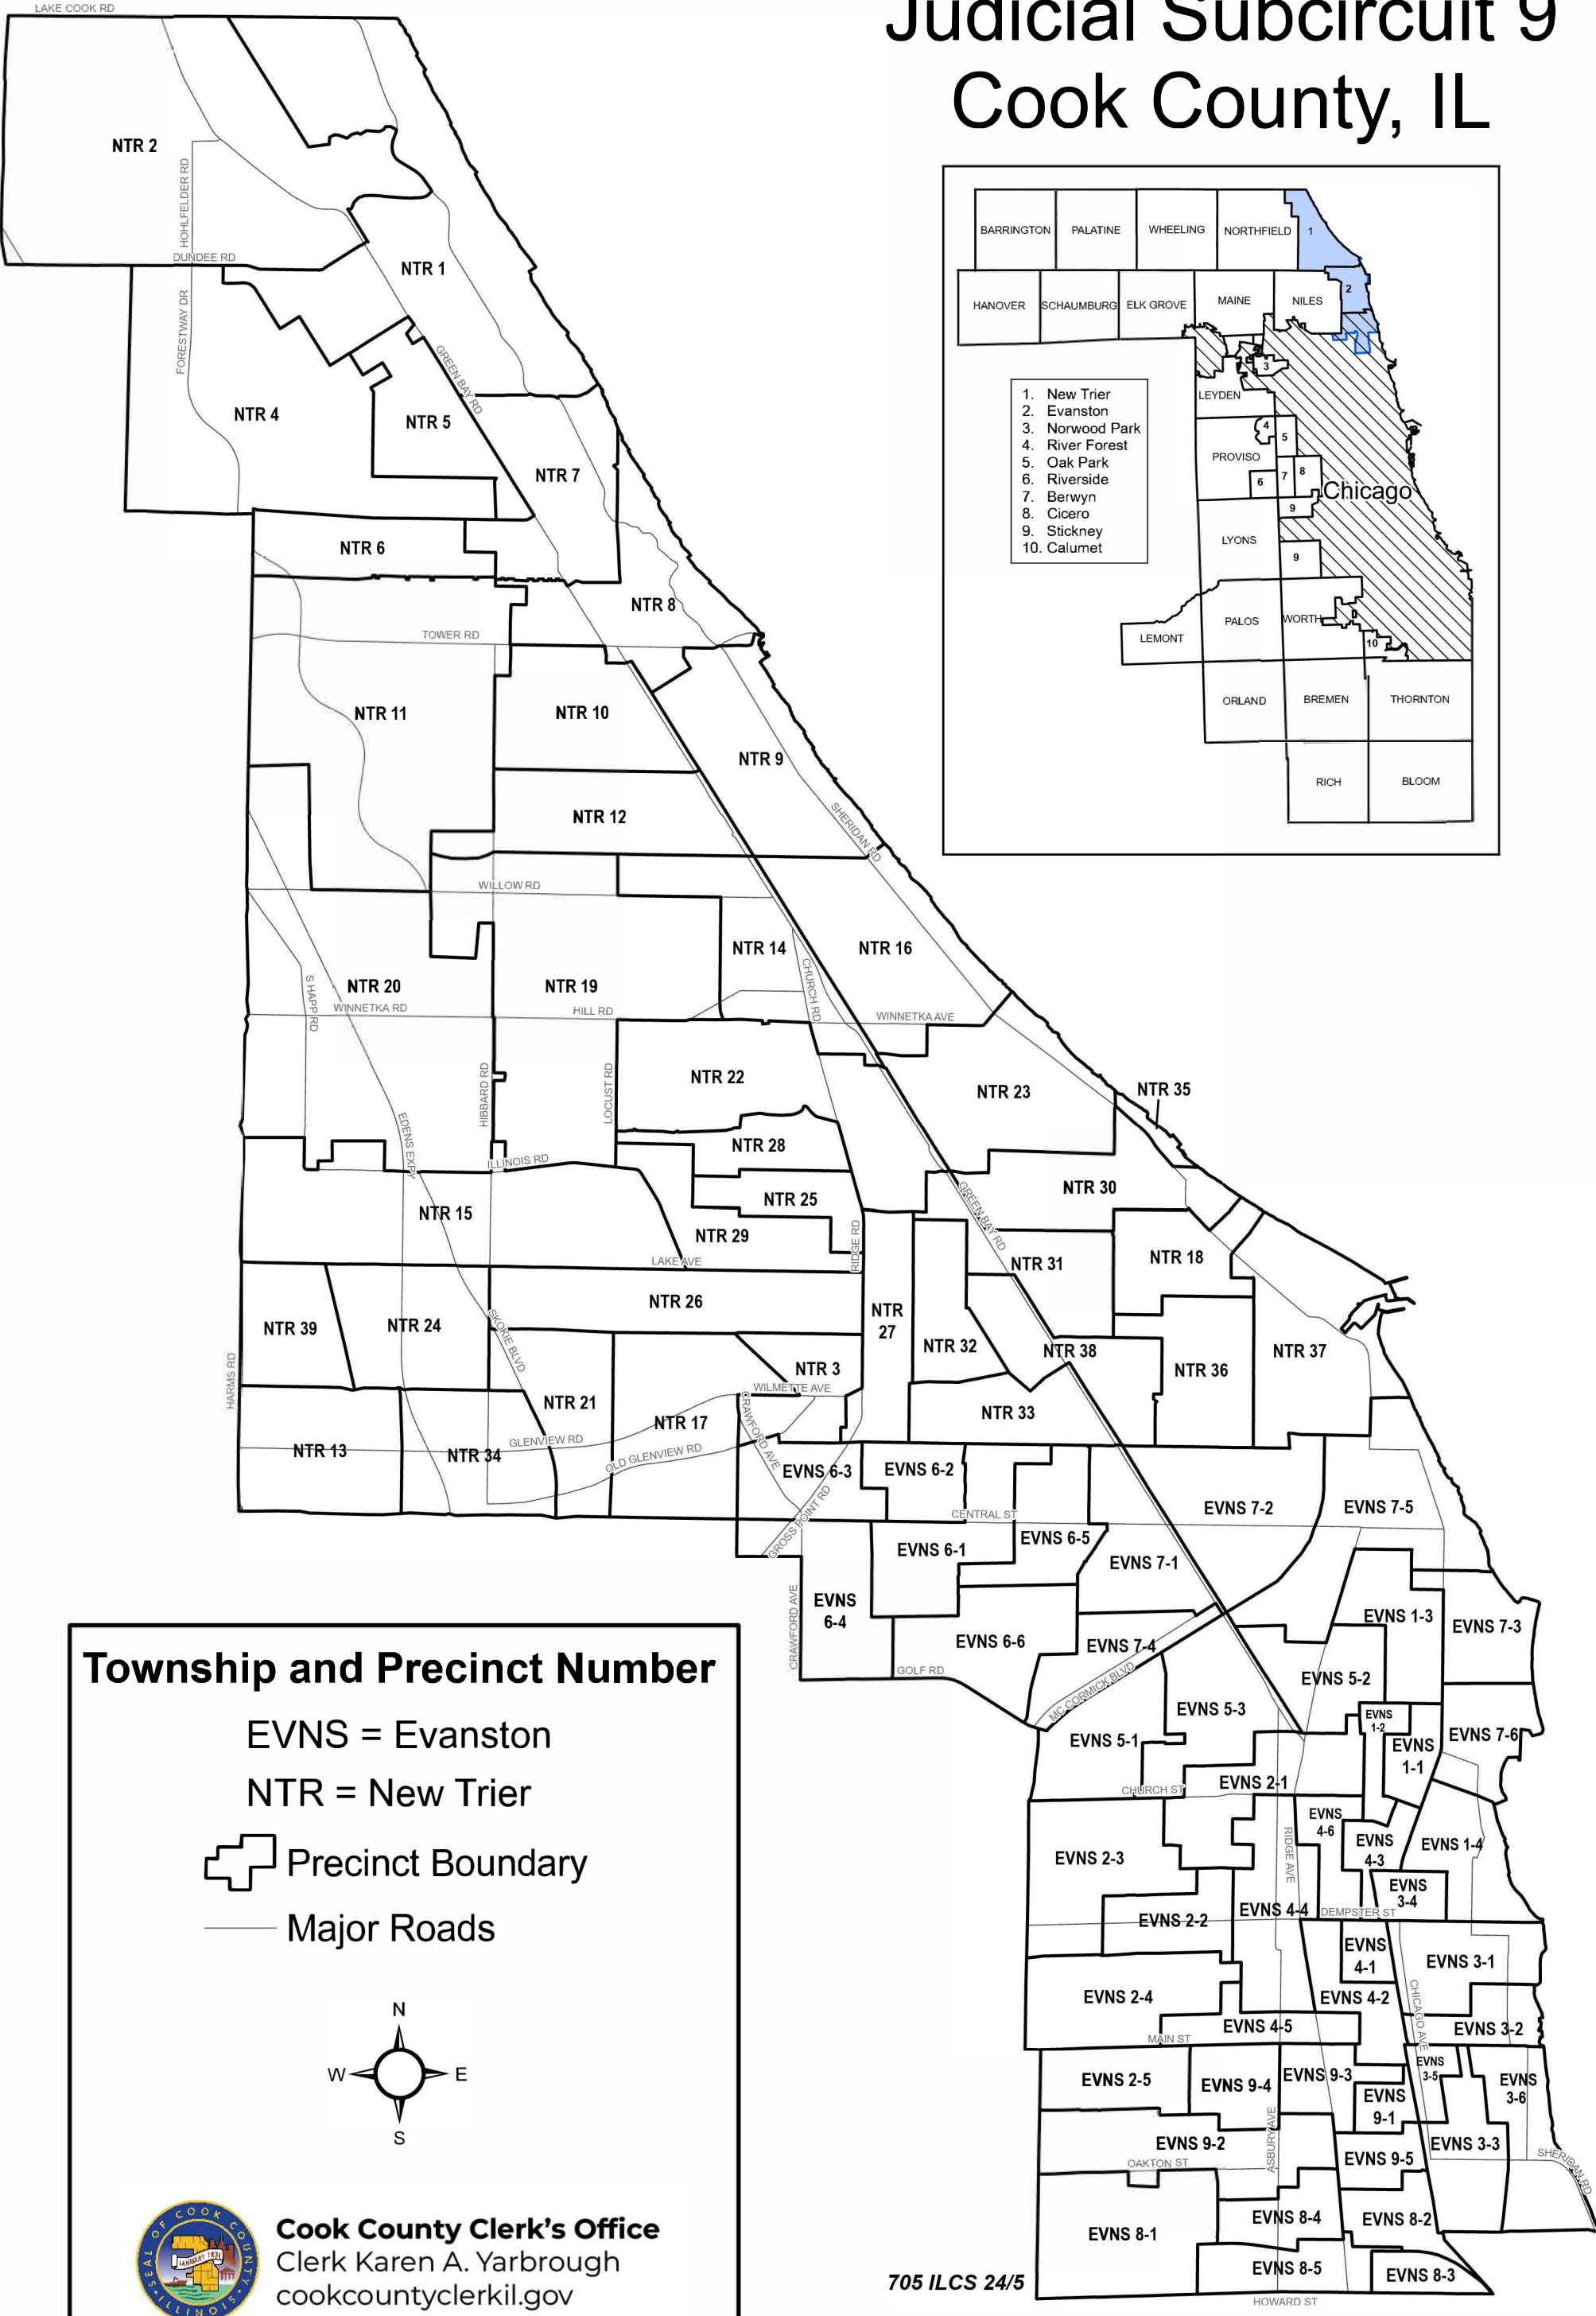 Judicial Subcircuit 9
Cook County, IL
LAKE COOK RD
NTR 2
HOHLFELDER RD
DUNDEE RD
NTR 1
FORESTWAY DR
GREEN BAY RD
NTR 4
NTR 5
NTR 7
NTR 6
NTR 8
TOWER RD
NTR 11
NTR 10
NTR 9
NTR 12
SHERIDAN RD
WILLOW RD
NTR 14
NTR 16
NTR 20
NTR 19
CHURCH RD
S HAPP RD
WINNETKA RD
HILL RD
WINNETKA AVE
NTR 22
HIBBARD RD
LOCUST RD
NTR 23
NTR 35
EDENS EXPY
NTR 28
ILLINOIS RD
NTR 30
NTR 25
GREEN BAY RD
NTR 15
NTR 29
RIDGE RD
LAKE AVE
NTR 31
NTR 18
NTR 26
NTR
27
NTR 39
NTR 24
SKOKIE BLVD
NTR 32
NTR 38
NTR 37
NTR 3
NTR 36
HARMS RD
WILMETTE AVE
NTR 21
NTR 17
CRAWFORD AVE
NTR 33
GLENVIEW RD
OLD GLENVIEW RD
NTR 13
NTR 34
EVNS 6-3
EVNS 6-2
GROSS POINT RD
CENTRAL ST
EVNS 7-2
EVNS 7-5
EVNS 6-1
EVNS 6-5
EVNS 7-1
EVNS
6-4
CRAWFORD AVE
EVNS 1-3
EVNS 7-3
EVNS 6-6
EVNS 7-4
GOLF RD
MC CORMICK BLVD
EVNS 5-2
EVNS 5-3
EVNS
1-2
EVNS 5-1
EVNS
1-1
EVNS 7-6
CHURCH ST
EVNS 2-1
EVNS
4-6
EVNS
4-3
EVNS 1-4
RIDGE AVE
EVNS 2-3
EVNS
3-4
EVNS 2-2
EVNS 4-4
DEMPSTER ST
EVNS
4-1
EVNS 3-1
EVNS 2-4
EVNS 4-2
CHICAGO AVE
EVNS 4-5
EVNS 3-2
MAIN ST
EVNS 2-5
EVNS 9-4
EVNS 9-3
EVNS
3-5
EVNS
3-6
EVNS
9-1
ASBURY AVE
EVNS 9-2
EVNS 3-3
OAKTON ST
EVNS 9-5
SHERIDAN RD
EVNS 8-1
EVNS 8-4
EVNS 8-2
EVNS 8-5
EVNS 8-3
HOWARD ST
705 ILCS 24/5
BARRINGTON
PALATINE
WHEELING
NORTHFIELD
1
HANOVER
SCHAUMBURG
ELK GROVE
MAINE
NILES
2
3
LEYDEN
4
5
PROVISO
6
7
8
Chicago
9
LYONS
9
PALOS
WORTH
LEMONT
10
ORLAND
BREMEN
THORNTON
RICH
BLOOM
1. New Trier
2. Evanston
3. Norwood Park
4. River Forest
5. Oak Park
6. Riverside
7. Berwyn
8. Cicero
9. Stickney
10. Calumet
Township and Precinct Number
EVNS = Evanston
NTR = New Trier
Precinct Boundary
Major Roads
N
W
E
S
SEAL OF COOK COUNTY
JANUARY 1831
ILLINOIS
Cook County Clerk's Office
Clerk Karen A. Yarbrough
cookcountyclerkil.gov